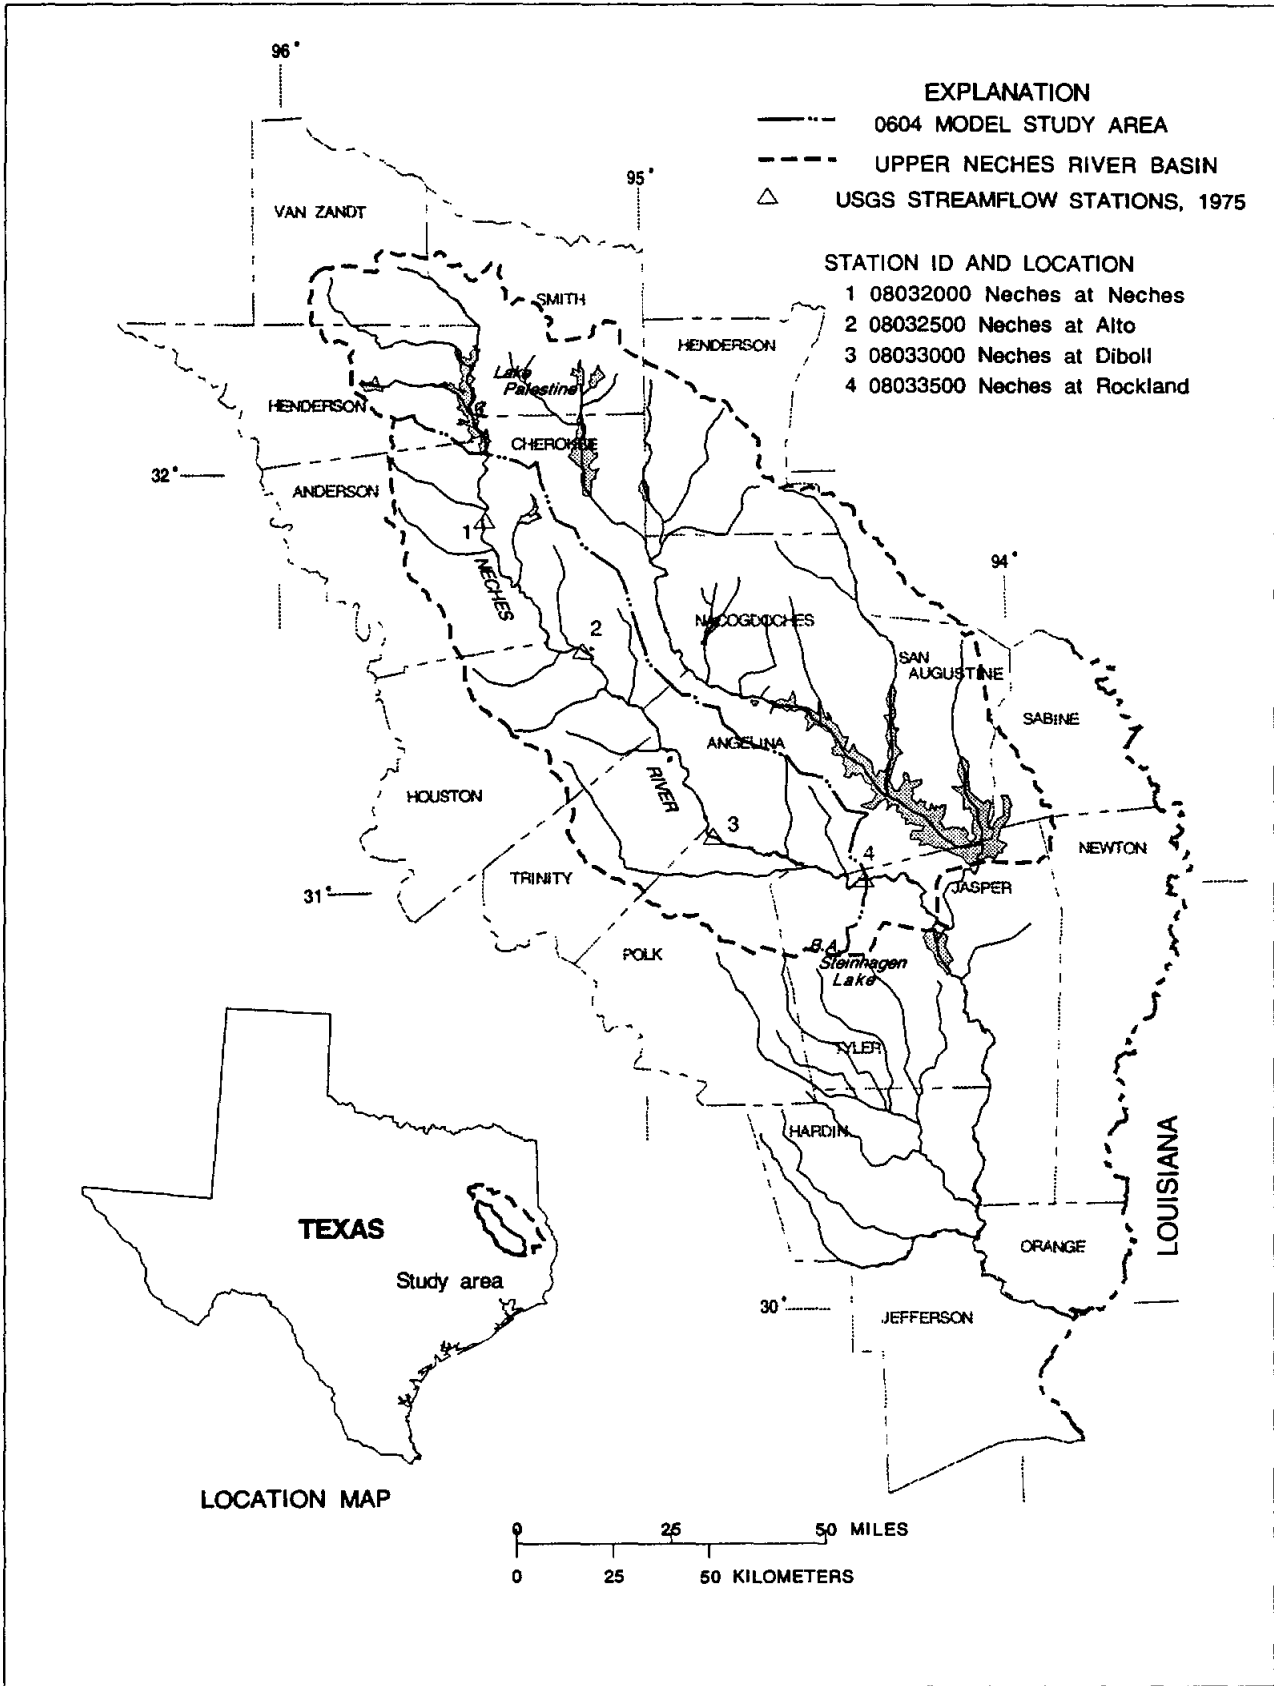 96°
EXPLANATION
0604 MODEL STUDY AREA
UPPER NECHES RIVER BASIN
USGS STREAMFLOW STATIONS, 1975
95°
VAN ZANDT
STATION ID AND LOCATION
1 08032000 Neches at Neches
2 08032500 Neches at Alto
3 08033000 Neches at Diboll
4 08033500 Neches at Rockland
SMITH
HENDERSON
Lake
Palestine
HENDERSON
CHEROKEE
32°
ANDERSON
1
94°
NECHES
NACOGDOCHES
2
SAN
AUGUSTINE
SABINE
ANGELINA
RIVER
HOUSTON
3
4
NEWTON
TRINITY
JASPER
31°
POLK
B.A.
Steinhagen
Lake
TYLER
HARDIN
LOUISIANA
TEXAS
ORANGE
Study area
30°
JEFFERSON
LOCATION MAP
0 25 50 MILES
0 25 50 KILOMETERS